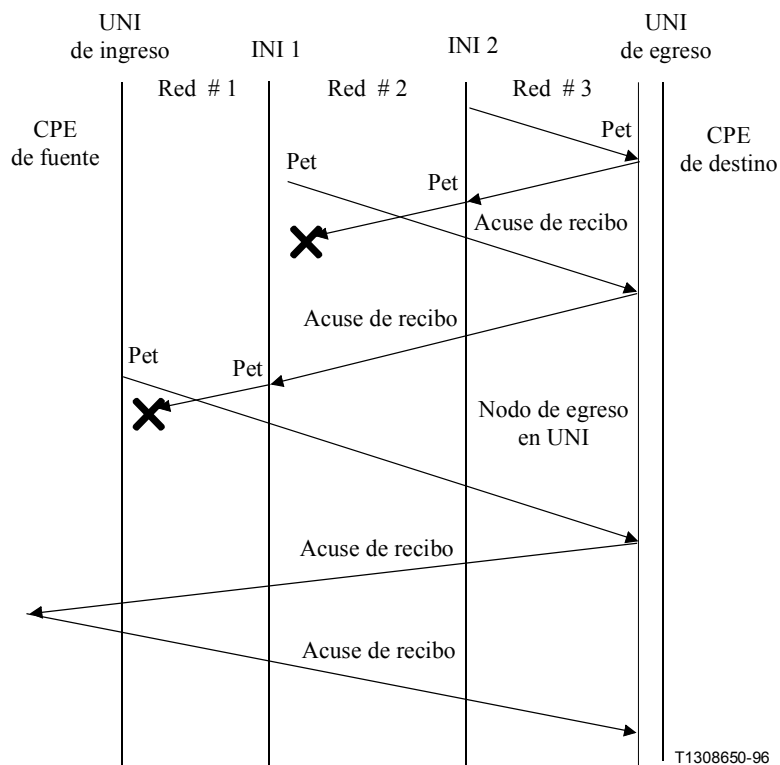 UNI
de ingreso
INI 1
INI 2
UNI
de egreso
Red # 1
Red # 2
Red # 3
CPE
de fuente
Pet
CPE
de destino
Pet
Pet
Acuse de recibo
Acuse de recibo
Pet
Pet
Nodo de egreso
en UNI
Acuse de recibo
Acuse de recibo
T1308650-96